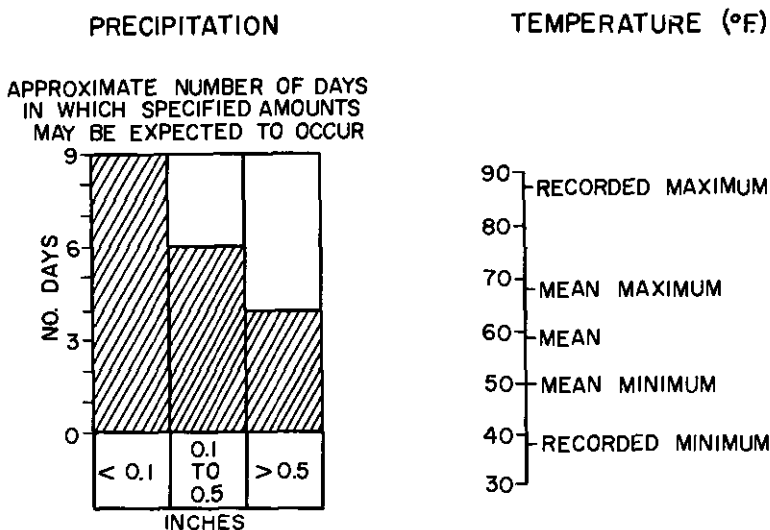 PRECIPITATION
APPROXIMATE NUMBER OF DAYS
IN WHICH SPECIFIED AMOUNTS
MAY BE EXPECTED TO OCCUR
NO. DAYS
9
6
3
0
< 0.1
0.1
TO
0.5
> 0.5
INCHES
TEMPERATURE (°F.)
90 RECORDED MAXIMUM
80
70
MEAN MAXIMUM
60 MEAN
50 MEAN MINIMUM
40
RECORDED MINIMUM
30